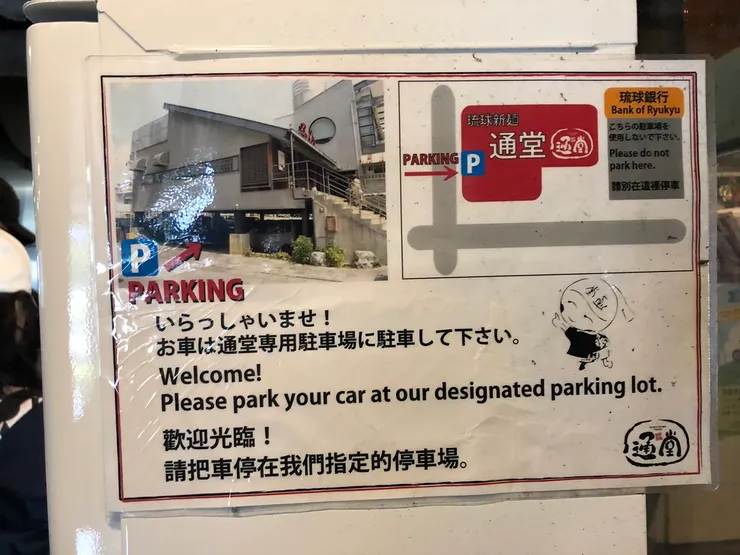 P
PARKING
琉球新麺
通堂
通堂
PARKING
P
琉球銀行
Bank of Ryukyu
こちらの駐車場を
使用しないで下さい。
Please do not
park here.
請別在這裡停車
いらっしゃいませ！
お車は通堂専用駐車場に駐車して下さい。
Welcome!
Please park your car at our designated parking lot.
歡迎光臨！
請把車停在我們指定的停車場。
通堂